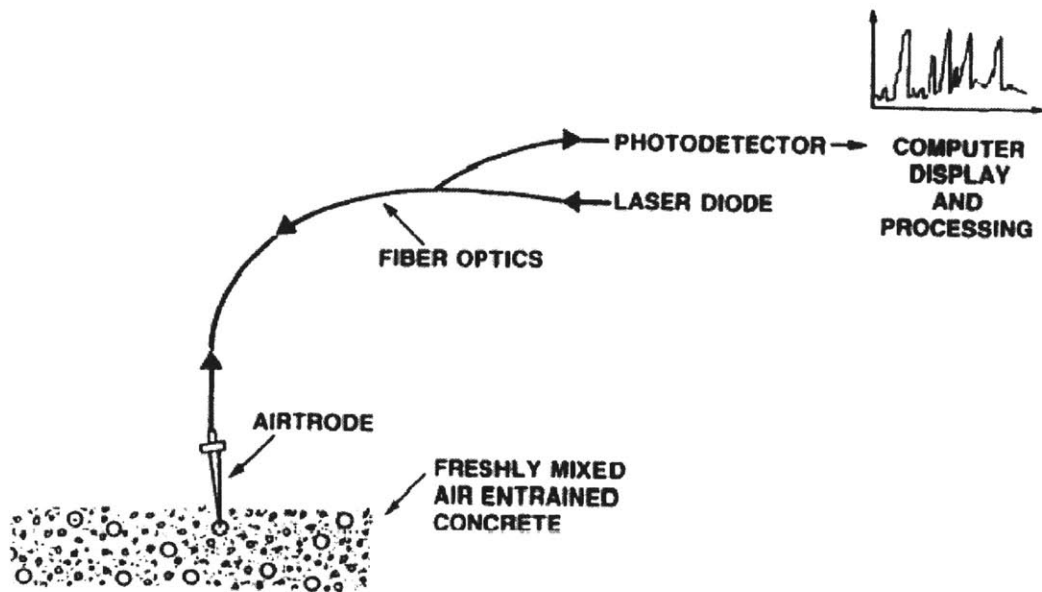 PHOTODETECTOR
COMPUTER
DISPLAY
AND
PROCESSING
LASER DIODE
FIBER OPTICS
AIRTRODE
FRESHLY MIXED
AIR ENTRAINED
CONCRETE